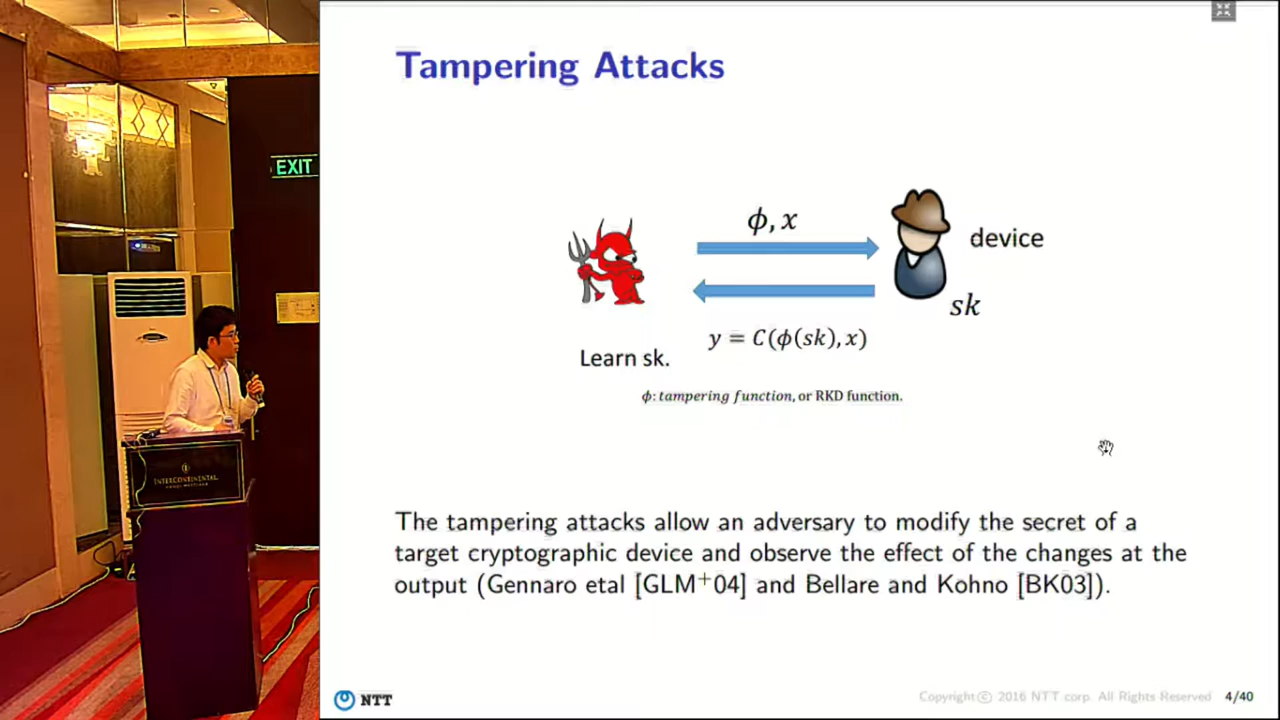 Tampering Attacks
EXIT
ϕ, x
device
sk
y = C(ϕ(sk), x)
Learn sk.
ϕ: tampering function, or RKD function.
INTERCONTINENTAL
The tampering attacks allow an adversary to modify the secret of a
target cryptographic device and observe the effect of the changes at the
output (Gennaro etal [GLM+04] and Bellare and Kohno [BK03]).
NTT
Copyright© 2016 NTT corp. All Rights Reserved 4/40